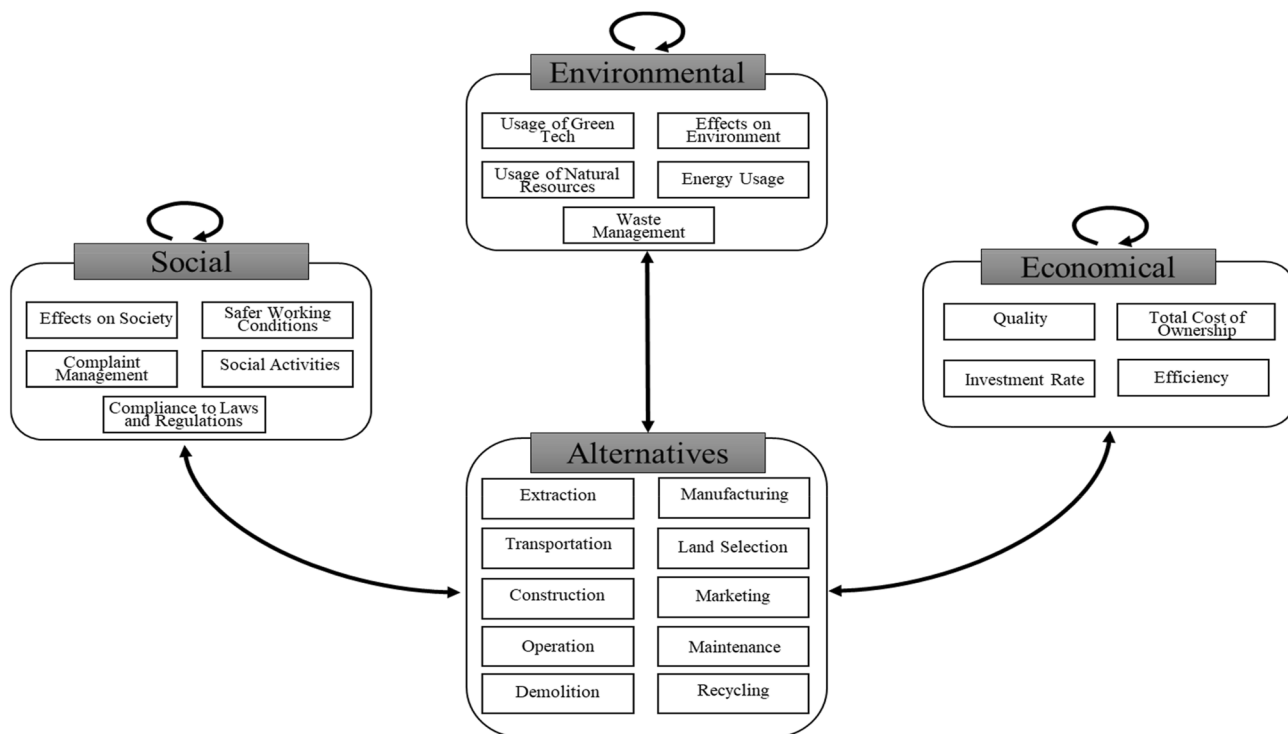 Environmental
Usage of Green
Tech
Effects on
Environment
Usage of Natural
Resources
Energy Usage
Waste
Management
Social
Effects on Society
Safer Working
Conditions
Complaint
Management
Social Activities
Compliance to Laws
and Regulations
Economical
Quality
Total Cost of
Ownership
Investment Rate
Efficiency
Alternatives
Extraction
Manufacturing
Transportation
Land Selection
Construction
Marketing
Operation
Maintenance
Demolition
Recycling